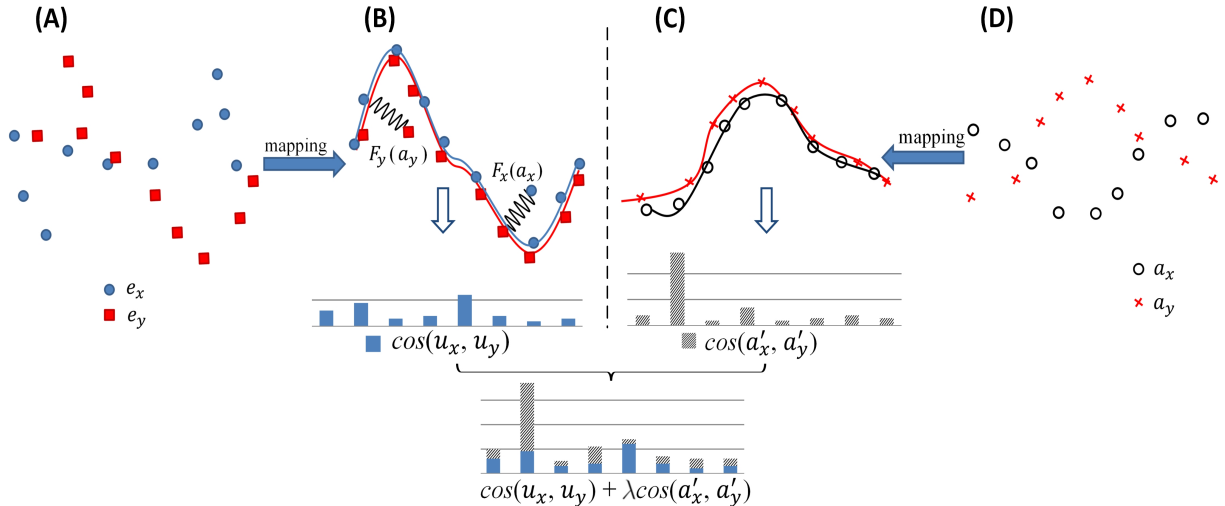 (A)
(B)
(C)
(D)
mapping
mapping
F_y(a_y)
F_x(a_x)
e_x
e_y
a_x
a_y
cos(u_x, u_y)
cos(a'_x, a'_y)
cos(u_x, u_y) + λcos(a'_x, a'_y)